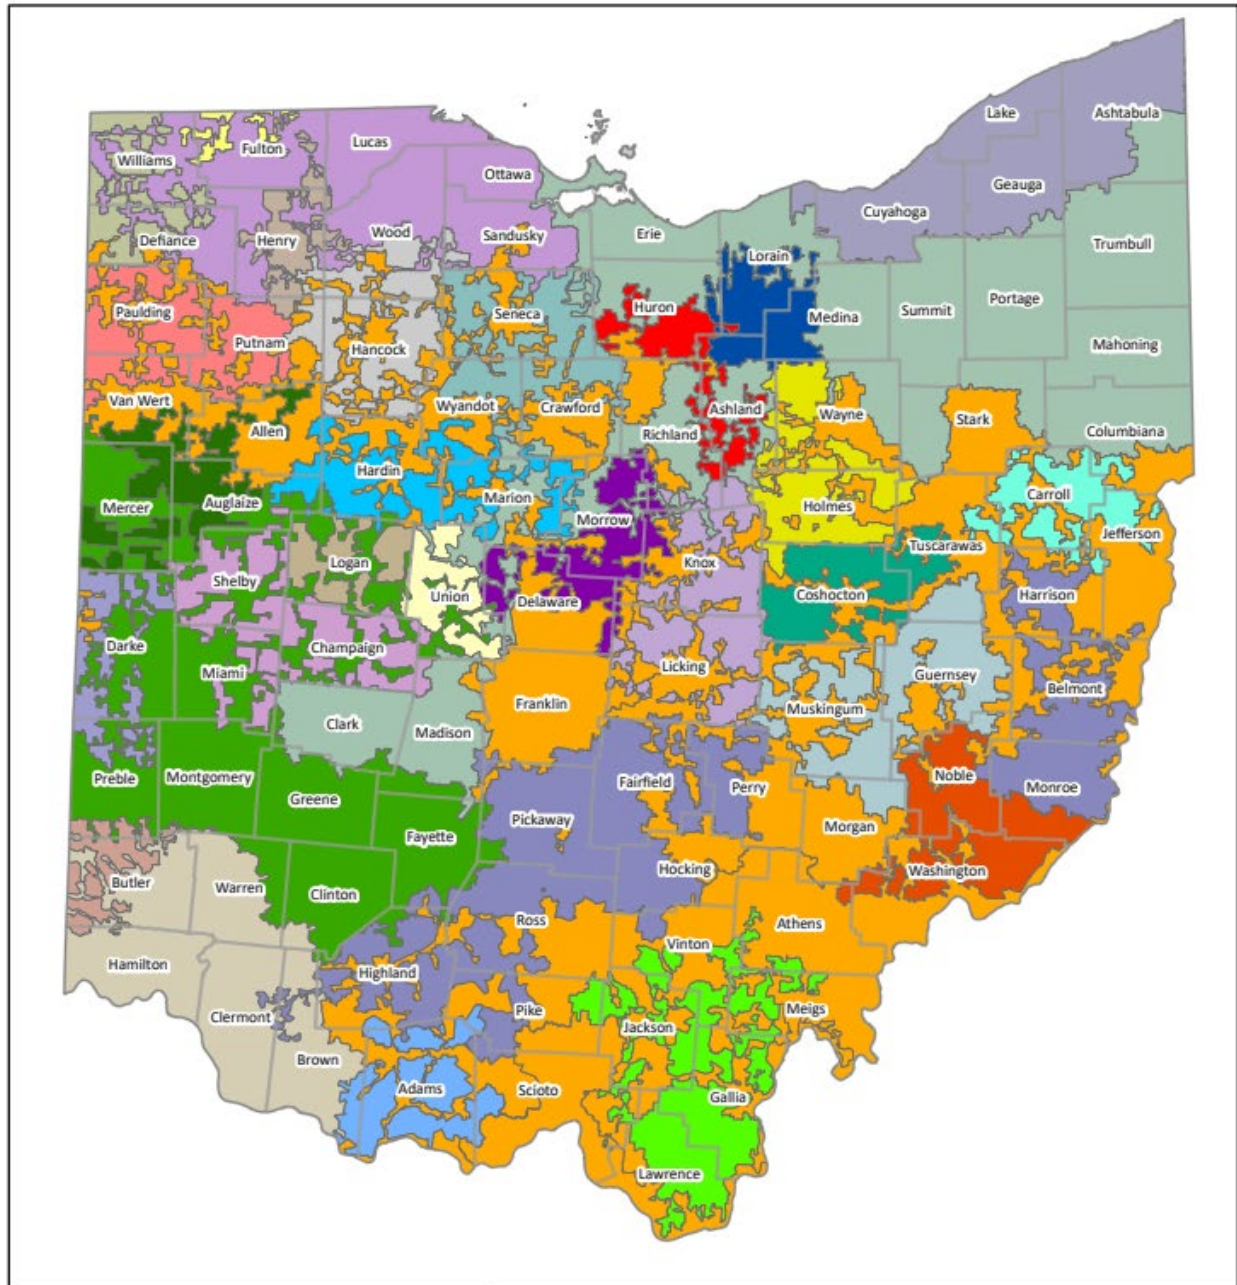 Lake
Ashtabula
Lucas
Fulton
Williams
Ottawa
Geauga
Cuyahoga
Wood
Sandusky
Erie
Defiance
Henry
Trumbull
Lorain
Portage
Huron
Summit
Paulding
Seneca
Medina
Putnam
Hancock
Mahoning
Van Wert
Wyandot
Crawford
Ashland
Wayne
Stark
Allen
Richland
Columbiana
Hardin
Marion
Carroll
Mercer
Auglaize
Holmes
Morrow
Jefferson
Tuscarawas
Logan
Knox
Shelby
Union
Delaware
Coshocton
Harrison
Darke
Champaign
Miami
Licking
Guernsey
Belmont
Franklin
Muskingum
Clark
Madison
Preble
Montgomery
Fairfield
Perry
Noble
Monroe
Greene
Pickaway
Fayette
Morgan
Hocking
Washington
Butler
Warren
Clinton
Ross
Athens
Vinton
Hamilton
Highland
Clermont
Pike
Meigs
Jackson
Brown
Adams
Scioto
Gallia
Lawrence